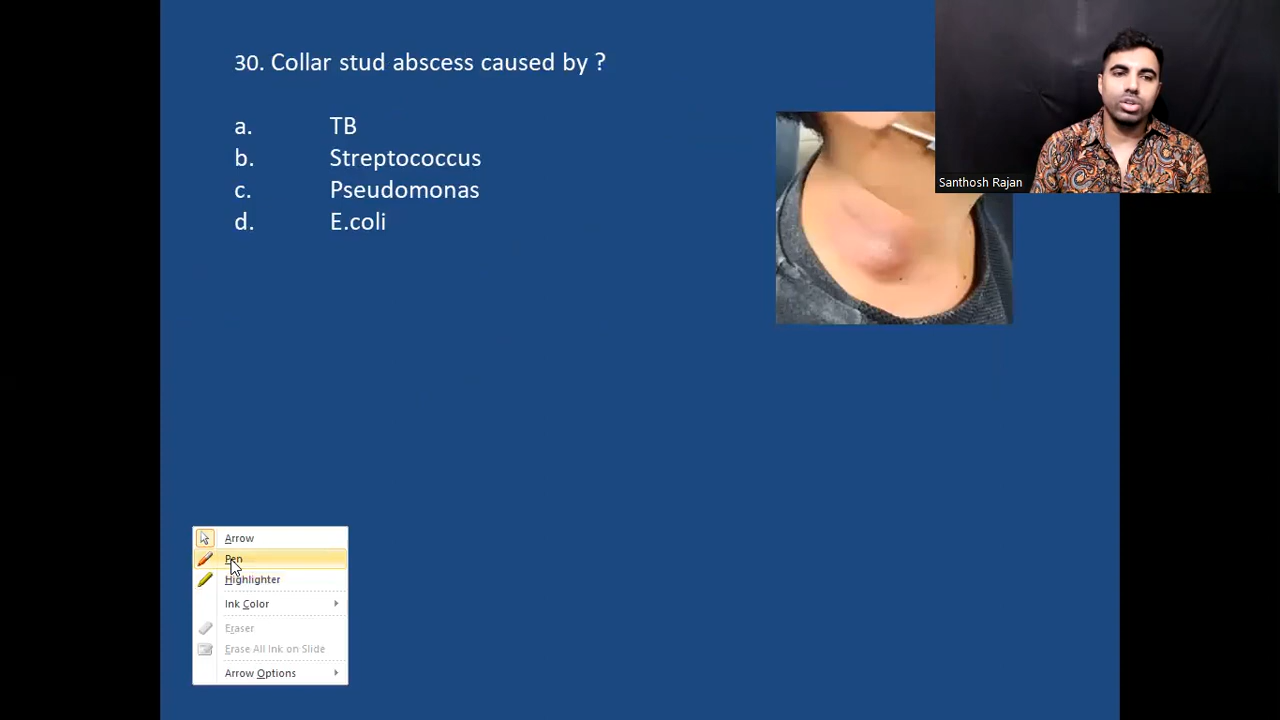 30. Collar stud abscess caused by ?
a. TB
b. Streptococcus
c. Pseudomonas
d. E.coli
Santhosh Rajan
Arrow
Pen
Highlighter
Ink Color
Eraser
Erase All Ink on Slide
Arrow Options